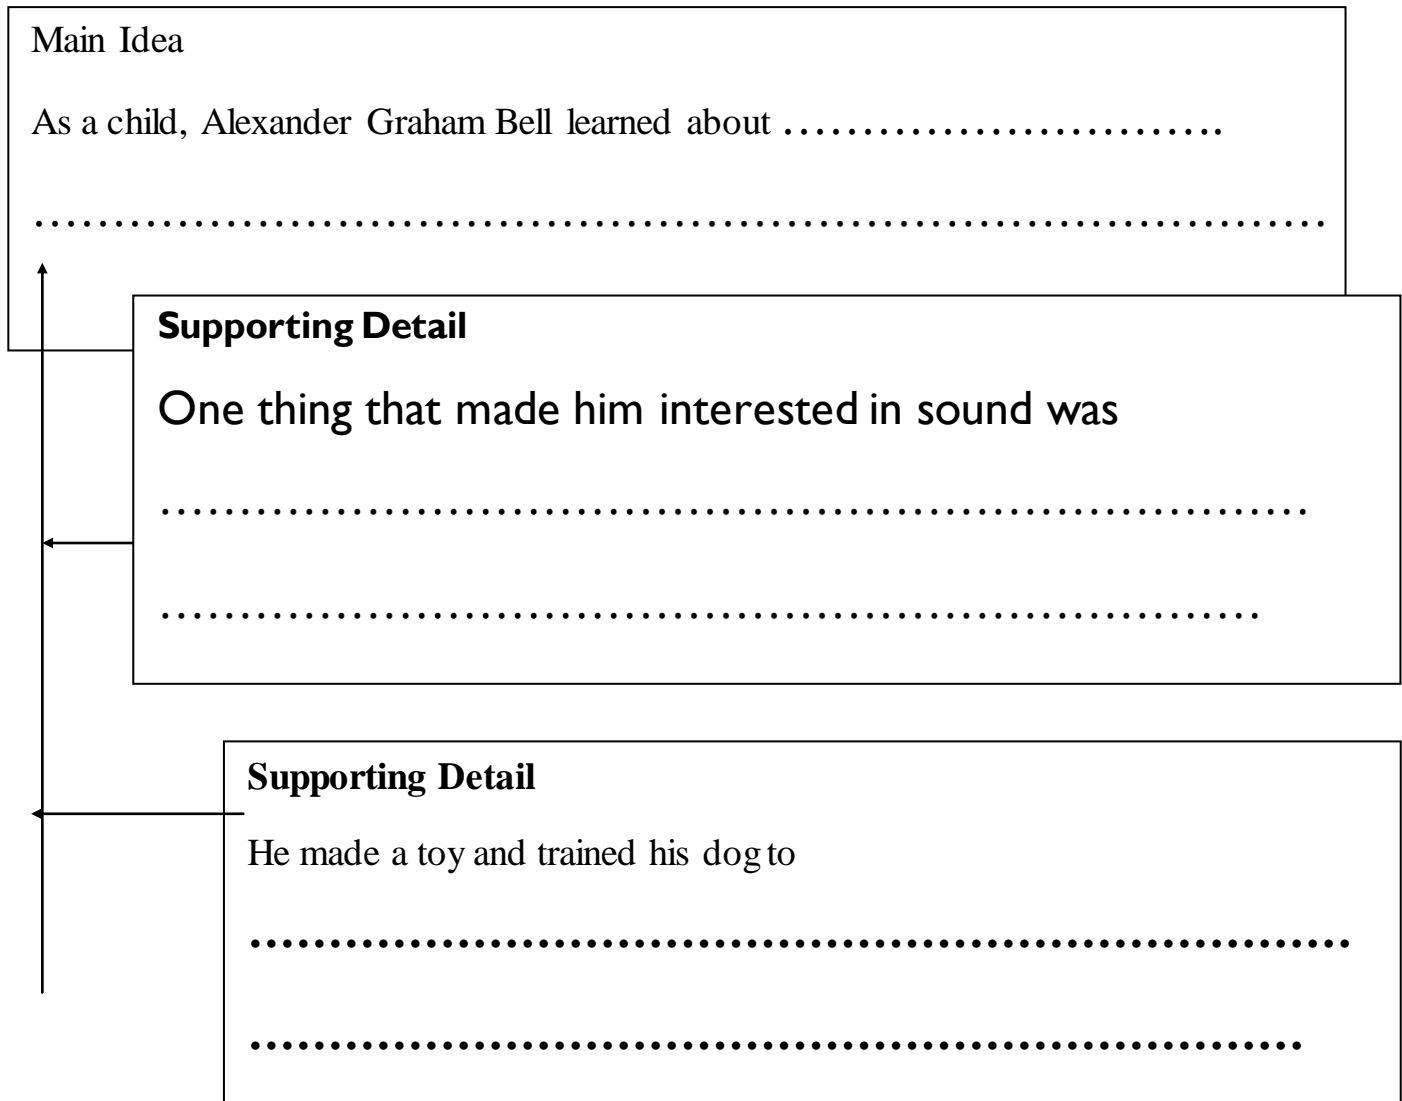 Main Idea
As a child, Alexander Graham Bell learned about ………………………….
……………………………………………………………………………
Supporting Detail
One thing that made him interested in sound was
……………………………………………………………………
…………………………………………………………………
Supporting Detail
He made a toy and trained his dog to
……………………………………………………………………
…………………………………………………………………